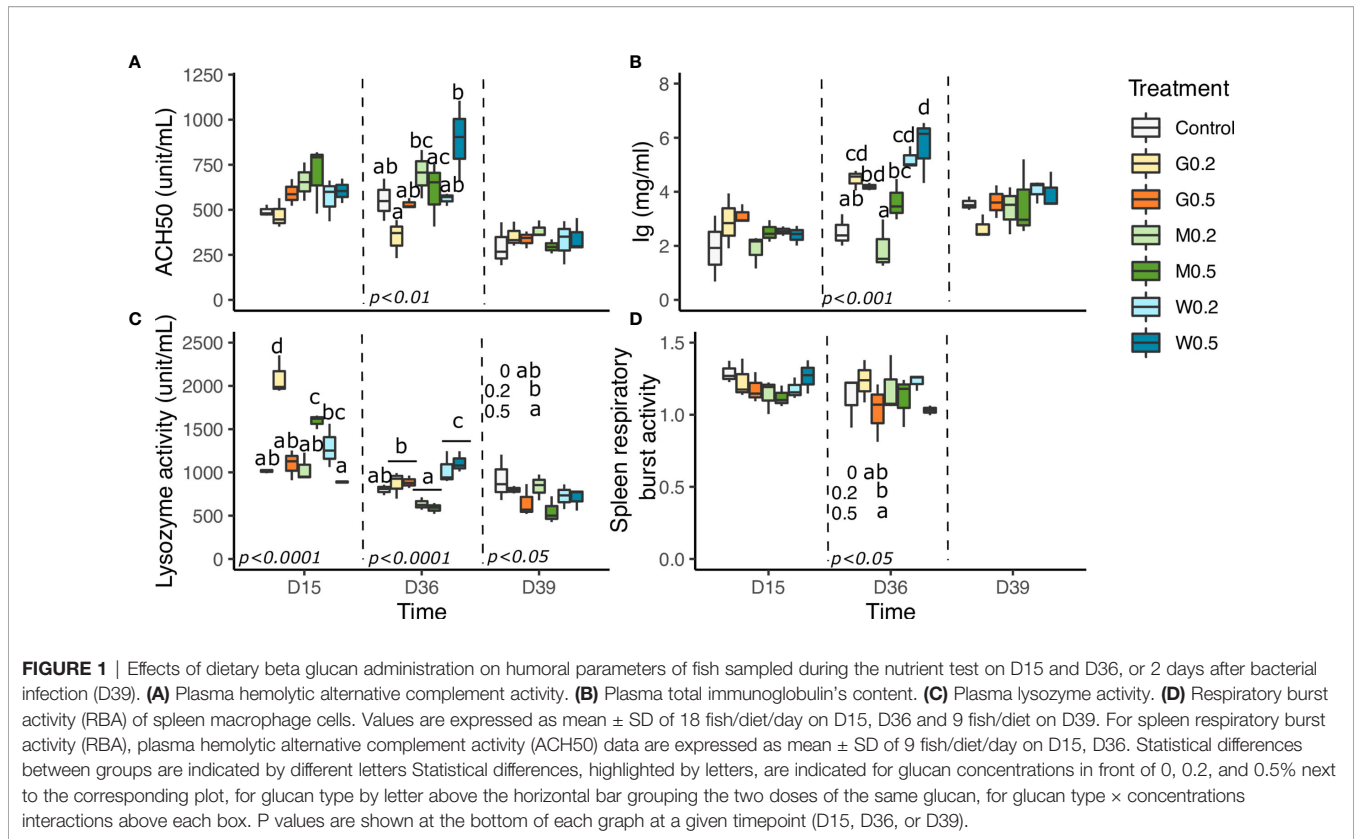 A
ACH50 (unit/mL)
1250
1000
750
500
250
0
ab
a
ab
bc
ac
ab
b
p<0.01
B
Ig (mg/ml)
8
6
4
2
0
ab
cd
bd
a
bc
cd
d
p<0.001
Treatment
Control
G0.2
G0.5
M0.2
M0.5
W0.2
W0.5
C
Lysozyme activity (unit/mL)
2500
2000
1500
1000
500
0
ab
d
ab
ab
c
bc
a
p<0.0001
ab
b
a
c
p<0.0001
0 ab
0.2 b
0.5 a
p<0.05
D15 D36 D39
Time
D
Spleen respiratory
burst activity
1.5
1.0
0.5
0.0
0 ab
0.2 b
0.5 a
p<0.05
D15 D36 D39
Time
FIGURE 1 | Effects of dietary beta glucan administration on humoral parameters of fish sampled during the nutrient test on D15 and D36, or 2 days after bacterial
infection (D39). (A) Plasma hemolytic alternative complement activity. (B) Plasma total immunoglobulin's content. (C) Plasma lysozyme activity. (D) Respiratory burst
activity (RBA) of spleen macrophage cells. Values are expressed as mean ± SD of 18 fish/diet/day on D15, D36 and 9 fish/diet on D39. For spleen respiratory burst
activity (RBA), plasma hemolytic alternative complement activity (ACH50) data are expressed as mean ± SD of 9 fish/diet/day on D15, D36. Statistical differences
between groups are indicated by different letters Statistical differences, highlighted by letters, are indicated for glucan concentrations in front of 0, 0.2, and 0.5% next
to the corresponding plot, for glucan type by letter above the horizontal bar grouping the two doses of the same glucan, for glucan type × concentrations
interactions above each box. P values are shown at the bottom of each graph at a given timepoint (D15, D36, or D39).